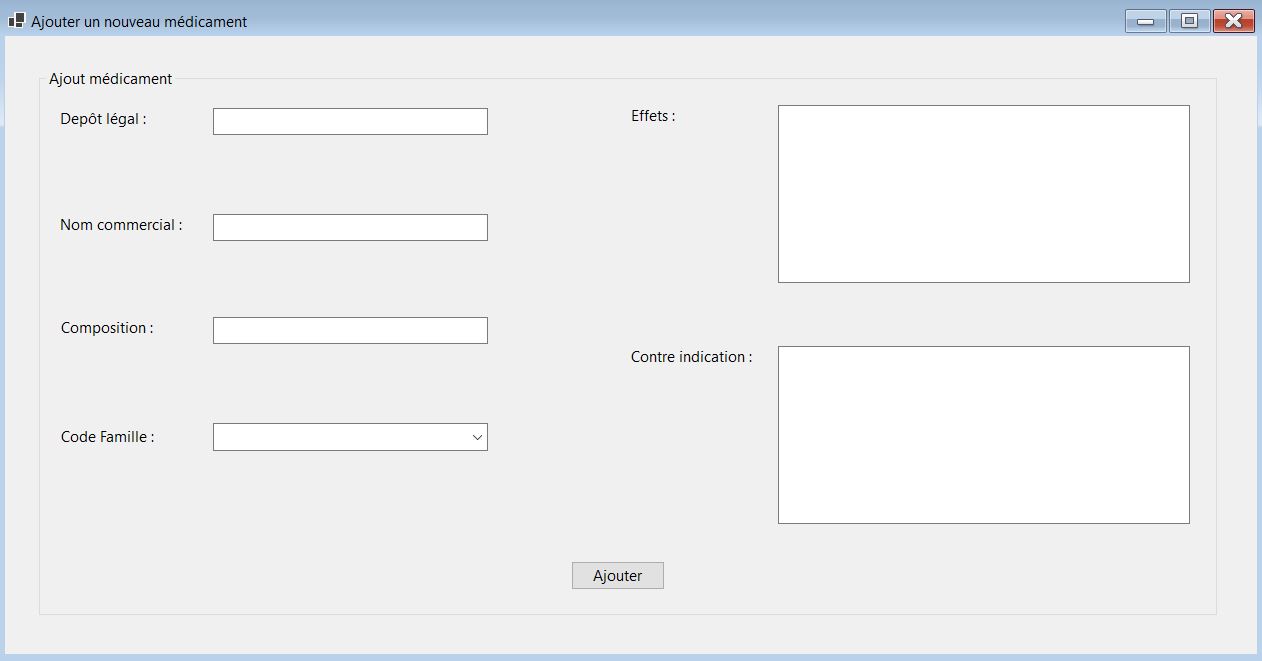 Ajouter un nouveau médicament
Ajout médicament
Depôt légal :
Nom commercial :
Composition :
Code Famille :
Effets :
Contre indication :
Ajouter